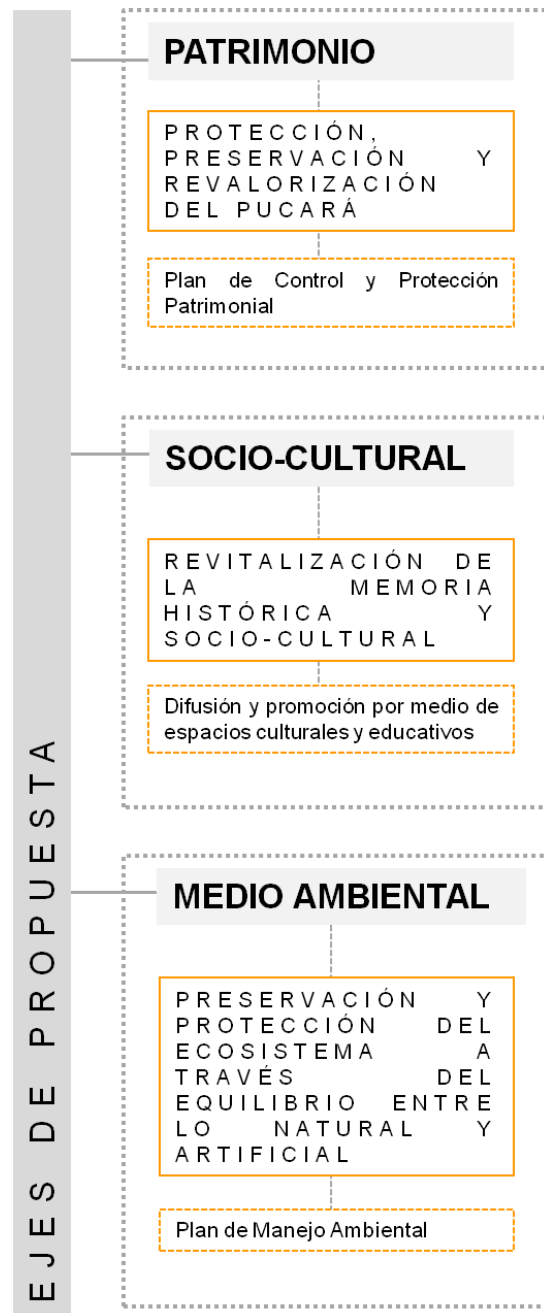 EJES DE PROPUESTA
PATRIMONIO
PROTECCIÓN,
PRESERVACIÓN Y
REVALORIZACIÓN
DEL PUCARÁ
Plan de Control y Protección
Patrimonial
SOCIO-CULTURAL
REVITALIZACIÓN DE
LA MEMORIA
HISTÓRICA Y
SOCIO-CULTURAL
Difusión y promoción por medio de
espacios culturales y educativos
MEDIO AMBIENTAL
PRESERVACIÓN Y
PROTECCIÓN DEL
ECOSISTEMA A
TRAVÉS DEL
EQUILIBRIO ENTRE
LO NATURAL Y
ARTIFICIAL
Plan de Manejo Ambiental